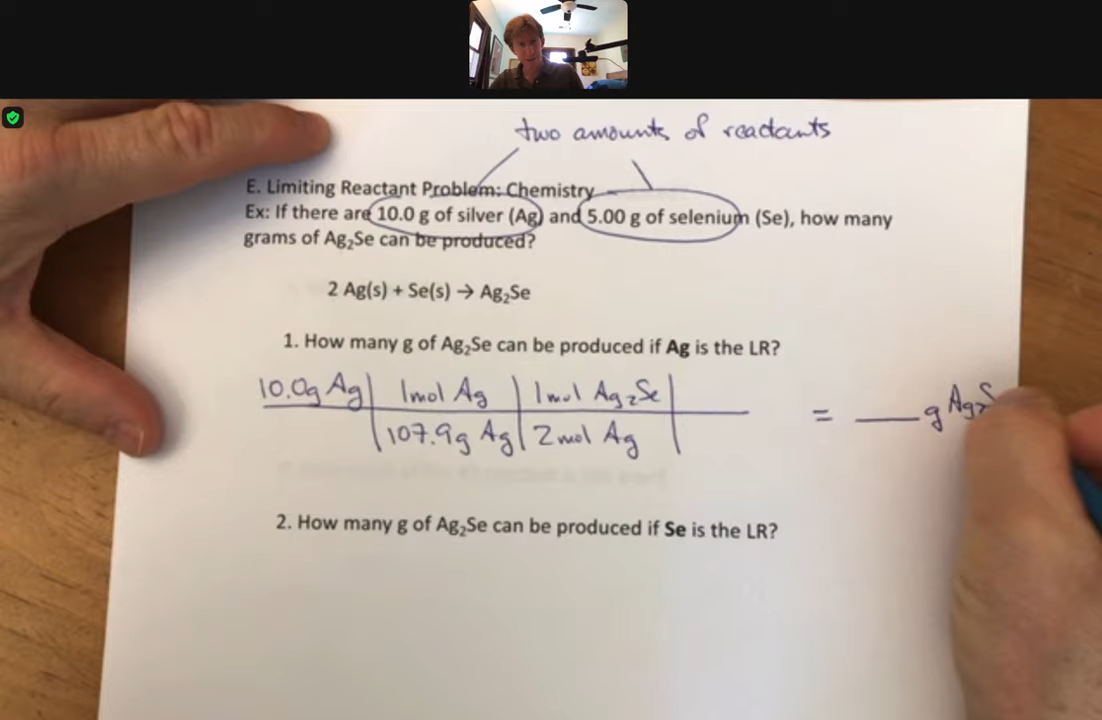 two amounts of reactants
E. Limiting Reactant Problem: Chemistry
Ex: If there are 10.0 g of silver (Ag) and 5.00 g of selenium (Se), how many
grams of Ag₂Se can be produced?
2 Ag(s) + Se(s) → Ag₂Se
1. How many g of Ag₂Se can be produced if Ag is the LR?
10.0g Ag | 1mol Ag | 1mol Ag₂Se | = ___ g Ag₂S
| 107.9g Ag | 2mol Ag |
2. How many g of Ag₂Se can be produced if Se is the LR?